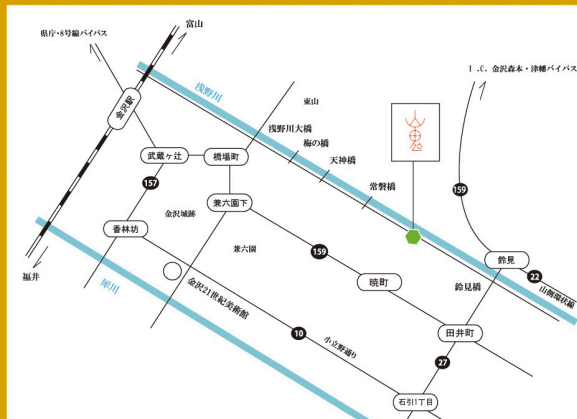 富山
県庁・8号線バイパス
I .C. 金沢森本・津幡バイパス
浅野川
金沢駅
東山
浅野川大橋
梅の橋
天神橋
常磐橋
武蔵ヶ辻
橋場町
157
159
金沢城跡
兼六園下
香林坊
兼六園
159
鈴見
22
山側環状線
福井
犀川
金沢21世紀美術館
暁町
鈴見橋
田井町
10
小立野通り
27
石引1丁目